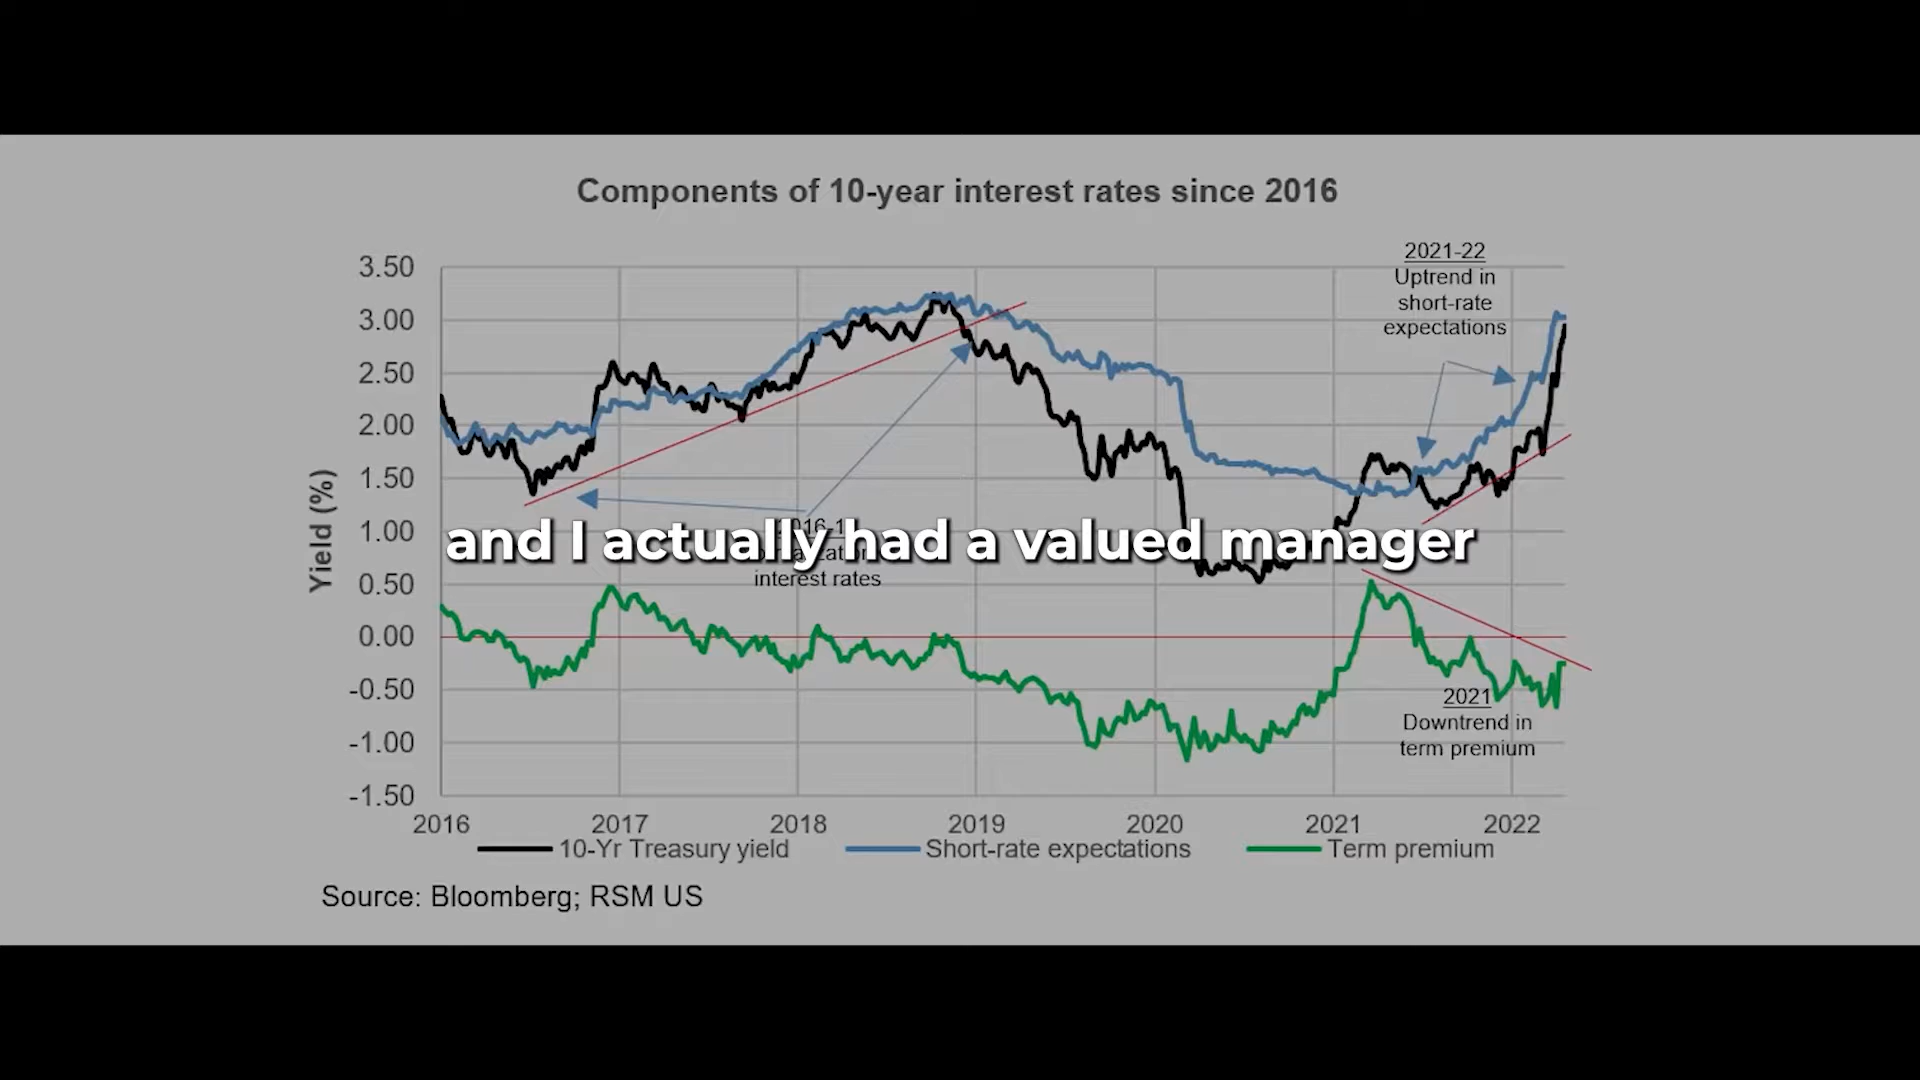 Components of 10-year interest rates since 2016
2021-22
Uptrend in
short-rate
expectations
3.50
3.00
2.50
2.00
1.50
1.00
0.50
0.00
-0.50
-1.00
-1.50
Yield (%)
and I actually had a valued manager
interest rates
2021
Downtrend in
term premium
2016 2017 2018 2019 2020 2021 2022
10-Yr Treasury yield Short-rate expectations Term premium
Source: Bloomberg; RSM US